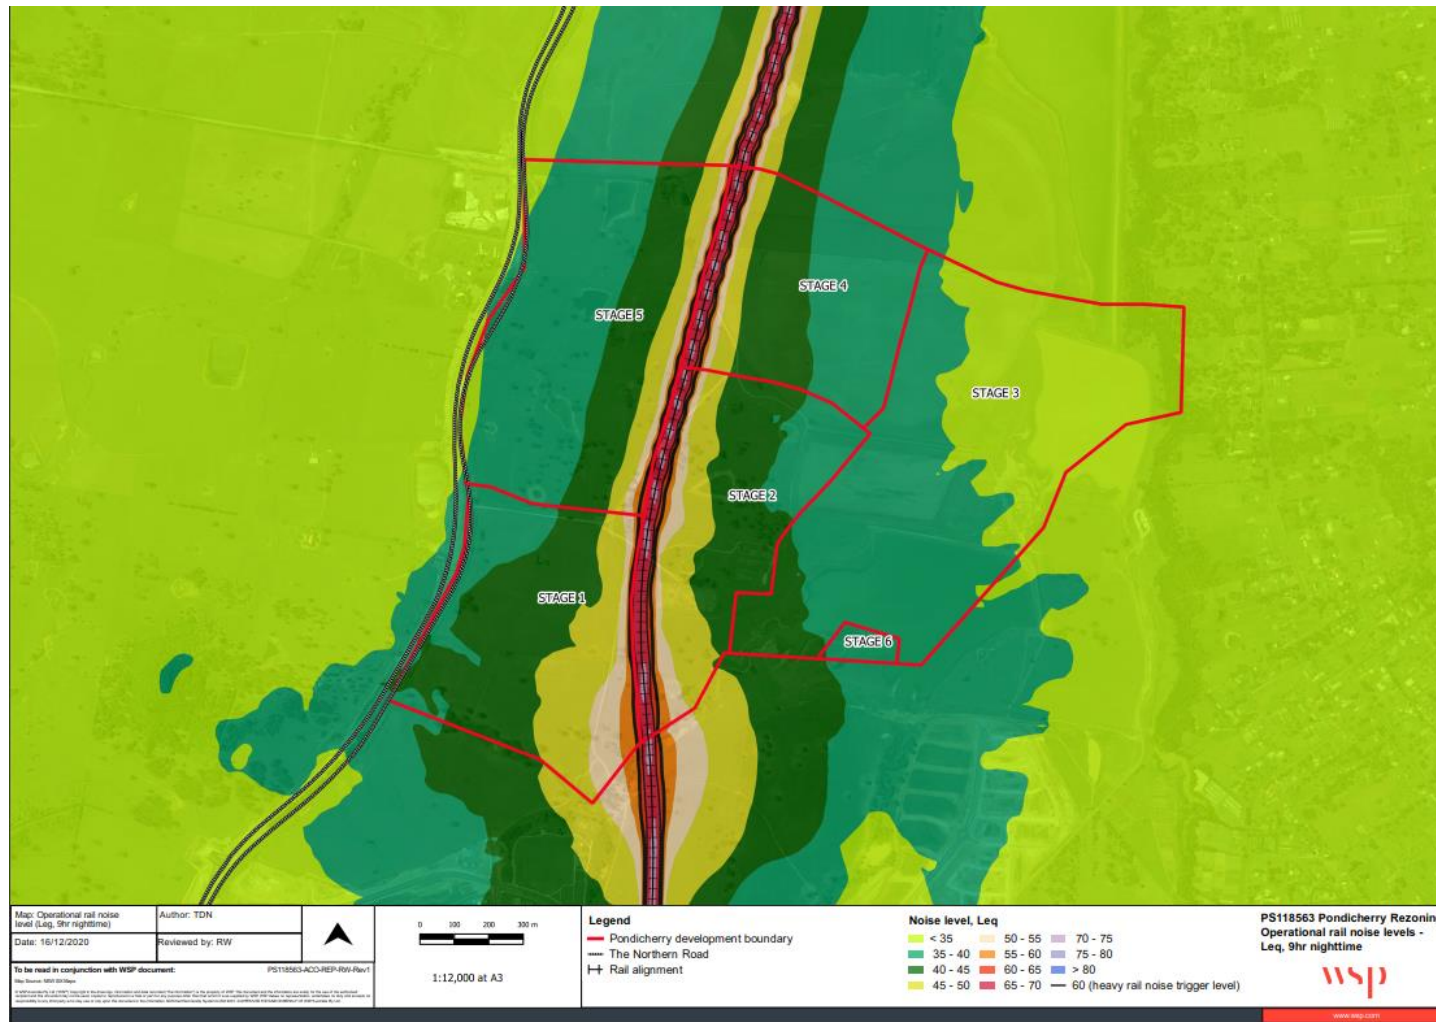 STAGE 4
STAGE 5
STAGE 3
STAGE 2
STAGE 1
STAGE 6
Map: Operational rail noise
level (Leq, 9hr nighttime)
Author: TDN
Date: 16/12/2020
Reviewed by: RW
To be read in conjunction with WSP document:
PS118563-ACO-REP-RW-Rev1
0 100 200 300 m
1:12,000 at A3
Legend
Pondicherry development boundary
The Northern Road
Rail alignment
Noise level, Leq
< 35 50 - 55 70 - 75
35 - 40 55 - 60 75 - 80
40 - 45 60 - 65 > 80
45 - 50 65 - 70 60 (heavy rail noise trigger level)
PS118563 Pondicherry Rezonin
Operational rail noise levels -
Leq, 9hr nighttime
wsp
www.wsp.com